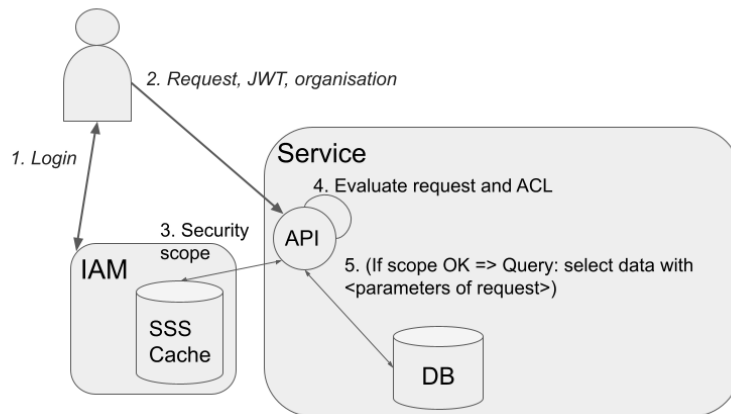 2. Request, JWT, organisation
1. Login
Service
4. Evaluate request and ACL
3. Security
scope
API
IAM
5. (If scope OK => Query: select data with
<parameters of request>)
SSS
Cache
DB